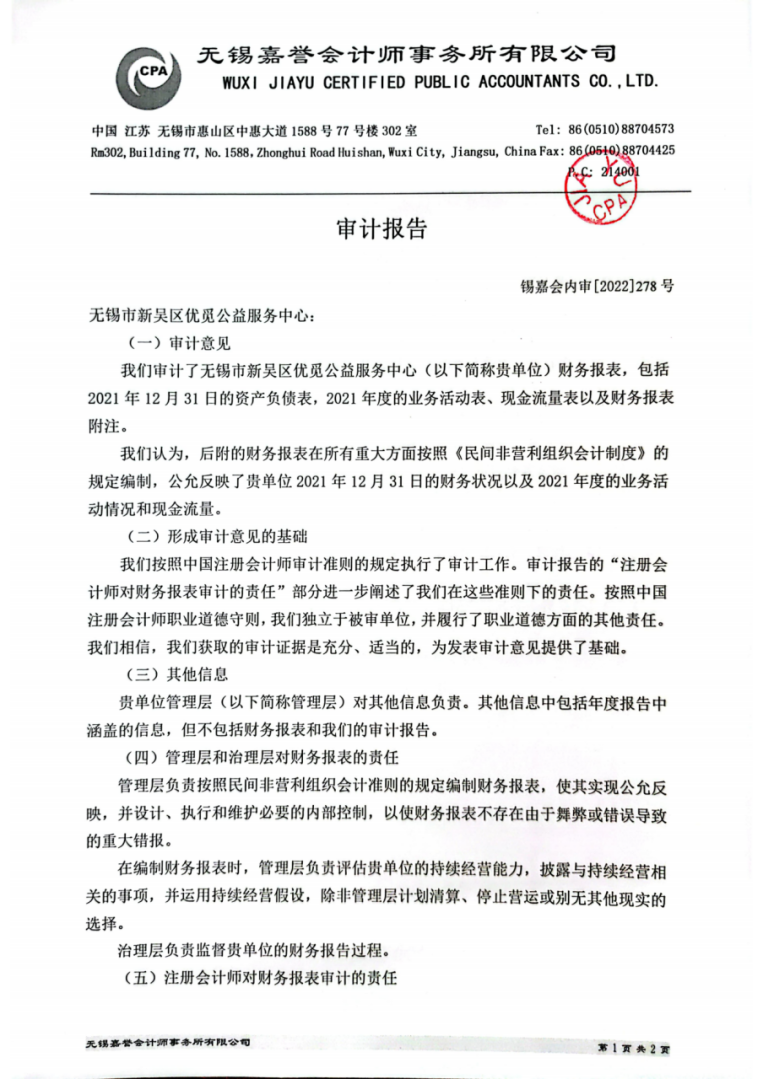 CPA
无锡嘉誉会计师事务所有限公司
WUXI JIAYU CERTIFIED PUBLIC ACCOUNTANTS CO.,LTD.
中国 江苏 无锡市惠山区中惠大道 1588 号 77 号楼 302 室 Tel: 86(0510)88704573
Rm302, Building 77, No. 1588, Zhonghui Road Huishan, Wuxi City, Jiangsu, China Fax: 86(0510)88704425
P.C: 214001
JIA YU
CPA
审计报告
锡嘉会内审[2022]278 号
无锡市新吴区优觅公益服务中心：
（一）审计意见
我们审计了无锡市新吴区优觅公益服务中心（以下简称贵单位）财务报表，包括
2021 年 12 月 31 日的资产负债表，2021 年度的业务活动表、现金流量表以及财务报表
附注。
我们认为，后附的财务报表在所有重大方面按照《民间非营利组织会计制度》的
规定编制，公允反映了贵单位 2021 年 12 月 31 日的财务状况以及 2021 年度的业务活
动情况和现金流量。
（二）形成审计意见的基础
我们按照中国注册会计师审计准则的规定执行了审计工作。审计报告的“注册会
计师对财务报表审计的责任”部分进一步阐述了我们在这些准则下的责任。按照中国
注册会计师职业道德守则，我们独立于被审单位，并履行了职业道德方面的其他责任。
我们相信，我们获取的审计证据是充分、适当的，为发表审计意见提供了基础。
（三）其他信息
贵单位管理层（以下简称管理层）对其他信息负责。其他信息中包括年度报告中
涵盖的信息，但不包括财务报表和我们的审计报告。
（四）管理层和治理层对财务报表的责任
管理层负责按照民间非营利组织会计准则的规定编制财务报表，使其实现公允反
映，并设计、执行和维护必要的内部控制，以使财务报表不存在由于舞弊或错误导致
的重大错报。
在编制财务报表时，管理层负责评估贵单位的持续经营能力，披露与持续经营相
关的事项，并运用持续经营假设，除非管理层计划清算、停止营运或别无其他现实的
选择。
治理层负责监督贵单位的财务报告过程。
（五）注册会计师对财务报表审计的责任
无锡嘉誉会计师事务所有限公司 第 1 页 共 2 页